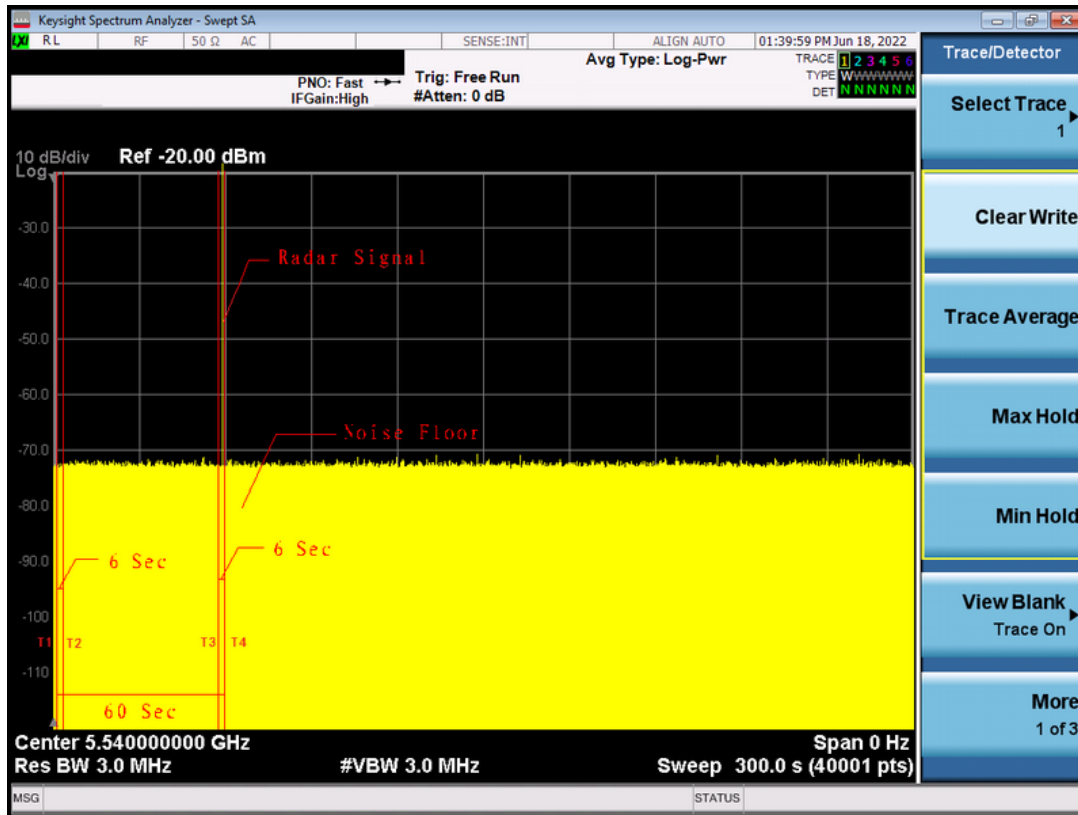 Keysight Spectrum Analyzer - Swept SA
LXI RL RF 50 Ω AC SENSE:INT ALIGN AUTO 01:39:59 PM Jun 18, 2022
Avg Type: Log-Pwr
TRACE 1 2 3 4 5 6
PNO: Fast Trig: Free Run
TYPE WWWWWW
IFGain:High #Atten: 0 dB
DET N N N N N N
10 dB/div Ref -20.00 dBm
Log
-30.0
Radar Signal
-40.0
-50.0
-60.0
Noise Floor
-70.0
-80.0
6 Sec
-90.0
6 Sec
-100
T1 T2 T3 T4
-110
60 Sec
Center 5.540000000 GHz Span 0 Hz
Res BW 3.0 MHz #VBW 3.0 MHz Sweep 300.0 s (40001 pts)
MSG STATUS
Trace/Detector
Select Trace
1
Clear Write
Trace Average
Max Hold
Min Hold
View Blank
Trace On
More
1 of 3